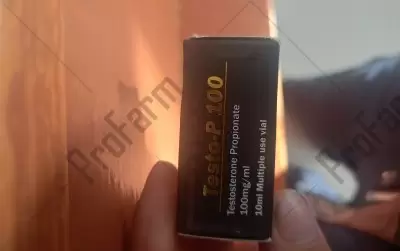 Testo-P 100
Testosterone Propionate
100mg/ml
10ml Multiple use vial
ProFarm
ProFarm